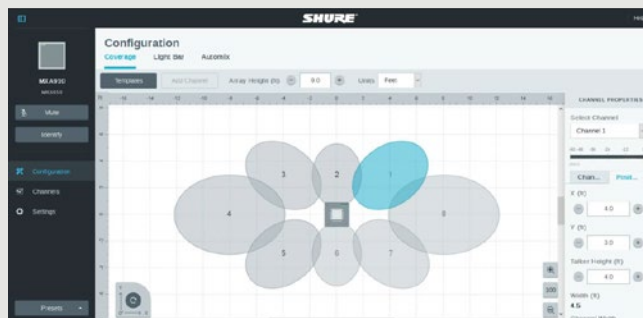 SHURE
Configuration
Coverage Light Bar Automix
Templates Add Channel Array Height (ft) 9.0 Units Feet
Mute
Identify
Configuration
Channels
Settings
Presets
3 2 1
4 8
5 6 7
CHANNEL PROPERTIES
Select Channel
Channel 1
Chan... Posit...
X (ft)
4.0
Y (ft)
3.0
Talker Height (ft)
4.0
Width (ft)
4.5
100